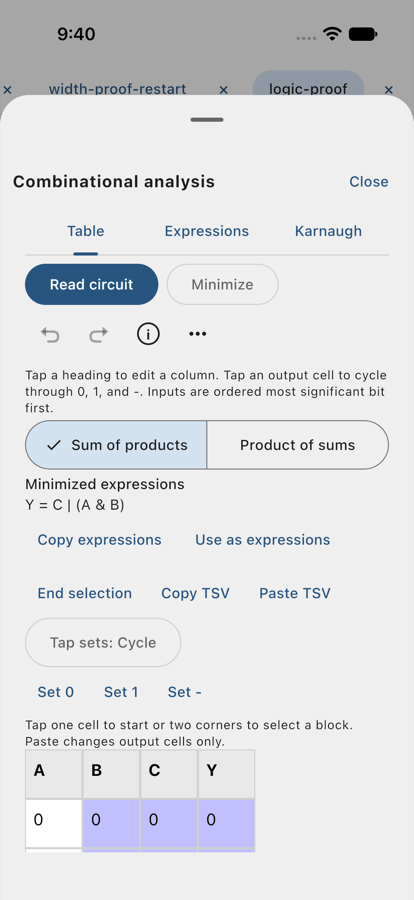 9:40
× width-proof-restart × logic-proof ×
Combinational analysis Close
Table Expressions Karnaugh
Read circuit Minimize
Tap a heading to edit a column. Tap an output cell to cycle
through 0, 1, and -. Inputs are ordered most significant bit
first.
Sum of products Product of sums
Minimized expressions
Y = C | (A & B)
Copy expressions Use as expressions
End selection Copy TSV Paste TSV
Tap sets: Cycle
Set 0 Set 1 Set -
Tap one cell to start or two corners to select a block.
Paste changes output cells only.
A B C Y
0 0 0 0